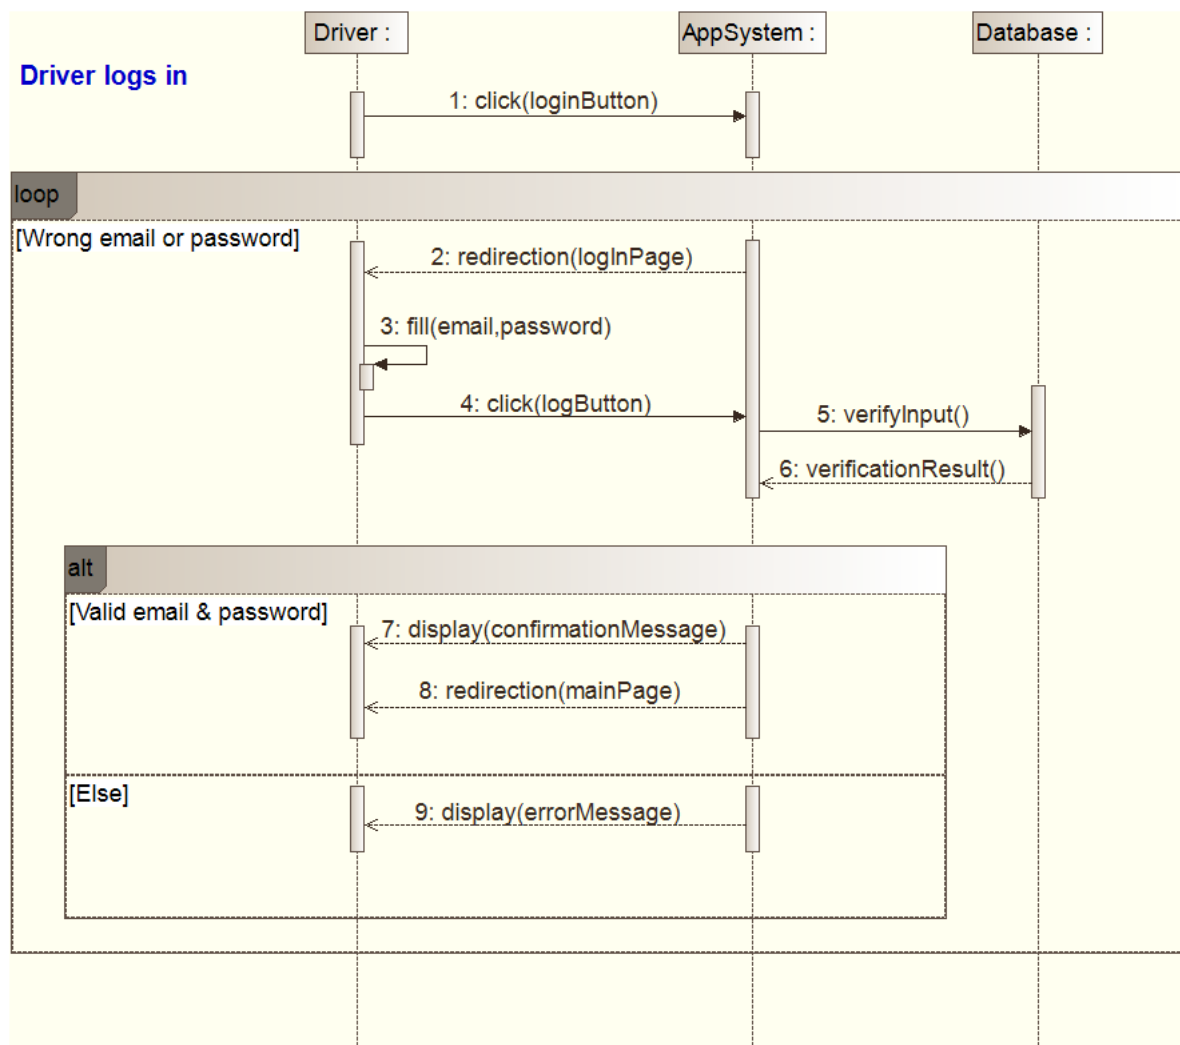 Driver :
AppSystem :
Database :
Driver logs in
1: click(loginButton)
loop
[Wrong email or password]
2: redirection(logInPage)
3: fill(email,password)
4: click(logButton)
5: verifyInput()
6: verificationResult()
alt
[Valid email & password]
7: display(confirmationMessage)
8: redirection(mainPage)
[Else]
9: display(errorMessage)